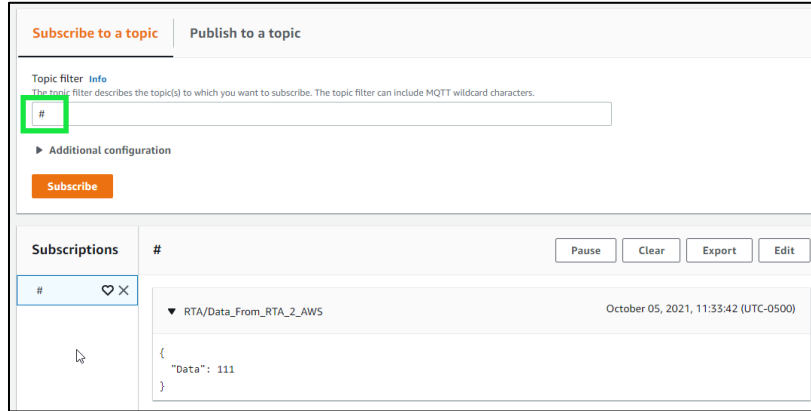 Subscribe to a topic Publish to a topic
Topic filter Info
The topic filter describes the topic(s) to which you want to subscribe. The topic filter can include MQTT wildcard characters.
#
Additional configuration
Subscribe
Subscriptions # Pause Clear Export Edit
#
RTA/Data_From_RTA_2_AWS October 05, 2021, 11:33:42 (UTC-0500)
{
"Data": 111
}